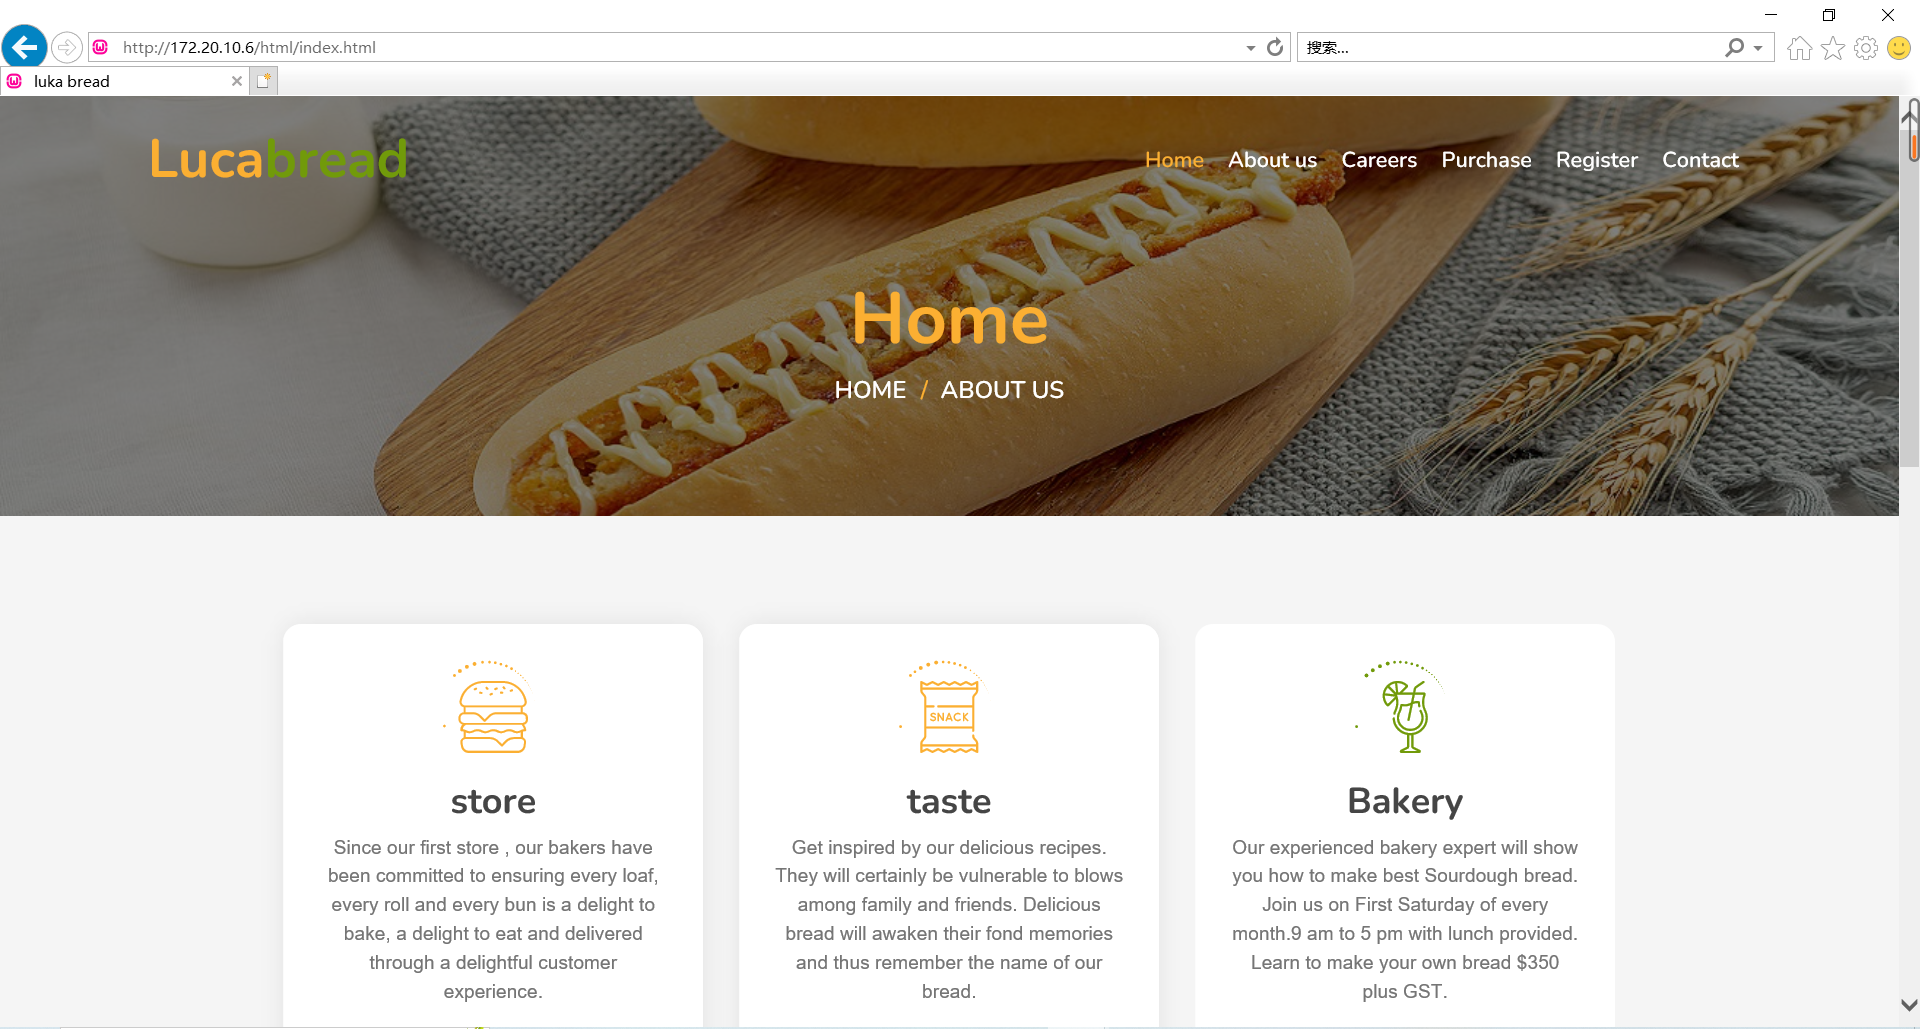 http://172.20.10.6/html/index.html
搜索...
luka bread
Lucabread
Home About us Careers Purchase Register Contact
Home
HOME / ABOUT US
SNACK
store
Since our first store , our bakers have
been committed to ensuring every loaf,
every roll and every bun is a delight to
bake, a delight to eat and delivered
through a delightful customer
experience.
taste
Get inspired by our delicious recipes.
They will certainly be vulnerable to blows
among family and friends. Delicious
bread will awaken their fond memories
and thus remember the name of our
bread.
Bakery
Our experienced bakery expert will show
you how to make best Sourdough bread.
Join us on First Saturday of every
month.9 am to 5 pm with lunch provided.
Learn to make your own bread $350
plus GST.